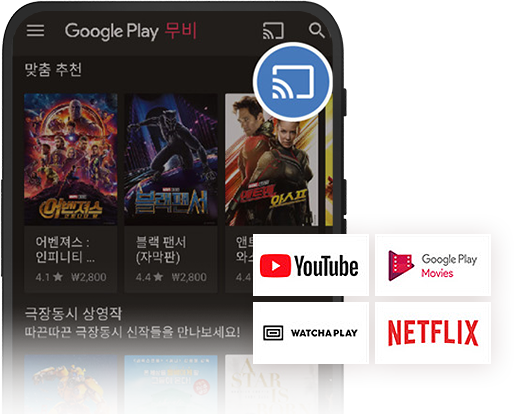 Google Play 무비
맞춤 추천
어벤져스
블랙팬서
앤트맨
와스프
어벤져스 :
인피니티 ...
4.1★ ₩2,800
블랙 팬서
(자막판)
4.4★ ₩2,800
앤트
와스
극장동시 상영작
따끈따끈 극장동시 신작들을 만나보세요!
YouTube
Google Play
Movies
WATCHA PLAY
NETFLIX
A
STAR